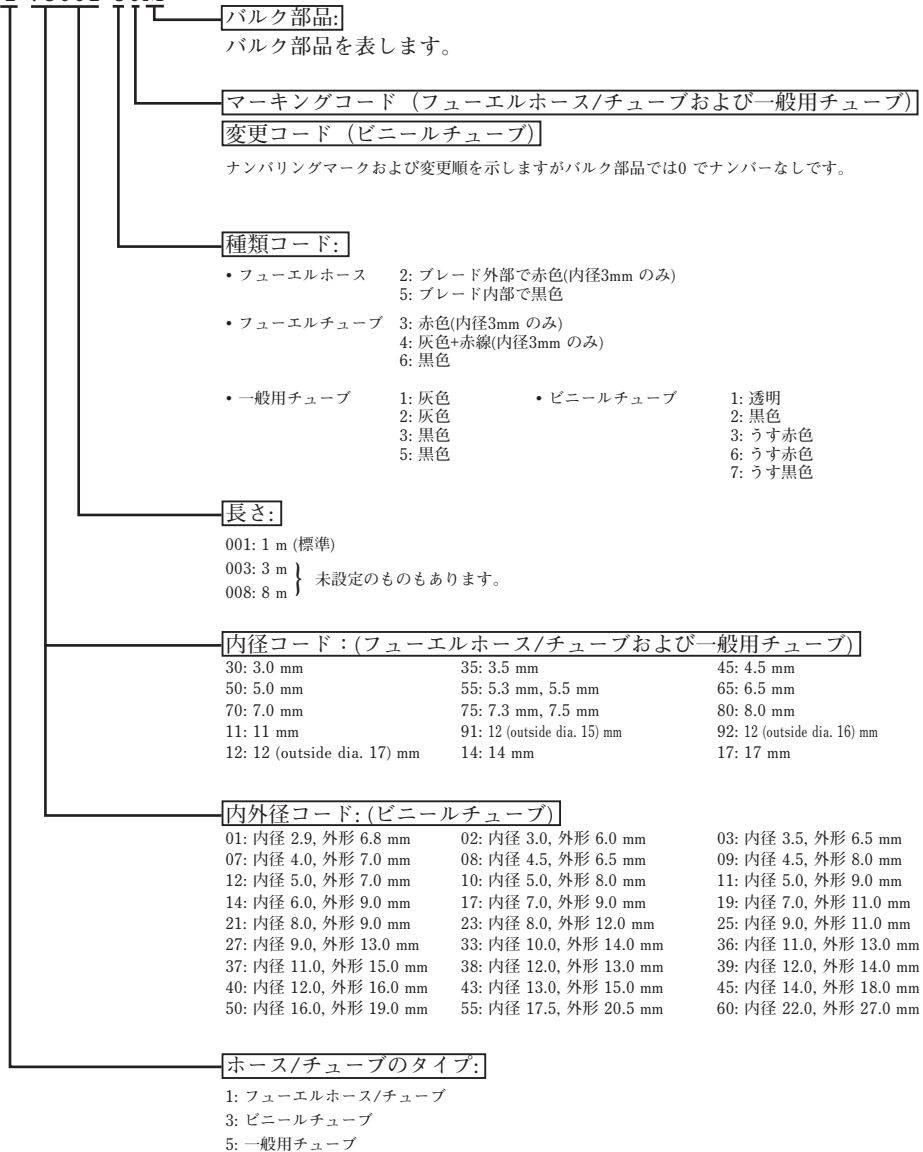 バルク部品:
バルク部品を表します。
マーキングコード (フューエルホース/チューブおよび一般用チューブ)
変更コード (ビニールチューブ)
ナンバリングマークおよび変更順を示しますがバルク部品では0 でナンバーなしです。
種類コード:
• フューエルホース 2: ブレード外部で赤色(内径3mm のみ)
5: ブレード内部で黒色
• フューエルチューブ 3: 赤色(内径3mm のみ)
4: 灰色+赤線(内径3mm のみ)
6: 黒色
• 一般用チューブ 1: 灰色 • ビニールチューブ 1: 透明
2: 灰色 2: 黒色
3: 黒色 3: うす赤色
5: 黒色 6: うす赤色
7: うす黒色
長さ:
001: 1 m (標準)
003: 3 m
008: 8 m } 未設定のものもあります。
内径コード：(フューエルホース/チューブおよび一般用チューブ)
30: 3.0 mm 35: 3.5 mm 45: 4.5 mm
50: 5.0 mm 55: 5.3 mm, 5.5 mm 65: 6.5 mm
70: 7.0 mm 75: 7.3 mm, 7.5 mm 80: 8.0 mm
11: 11 mm 91: 12 (outside dia. 15) mm 92: 12 (outside dia. 16) mm
12: 12 (outside dia. 17) mm 14: 14 mm 17: 17 mm
内外径コード: (ビニールチューブ)
01: 内径 2.9, 外形 6.8 mm 02: 内径 3.0, 外形 6.0 mm 03: 内径 3.5, 外形 6.5 mm
07: 内径 4.0, 外形 7.0 mm 08: 内径 4.5, 外形 6.5 mm 09: 内径 4.5, 外形 8.0 mm
12: 内径 5.0, 外形 7.0 mm 10: 内径 5.0, 外形 8.0 mm 11: 内径 5.0, 外形 9.0 mm
14: 内径 6.0, 外形 9.0 mm 17: 内径 7.0, 外形 9.0 mm 19: 内径 7.0, 外形 11.0 mm
21: 内径 8.0, 外形 9.0 mm 23: 内径 8.0, 外形 12.0 mm 25: 内径 9.0, 外形 11.0 mm
27: 内径 9.0, 外形 13.0 mm 33: 内径 10.0, 外形 14.0 mm 36: 内径 11.0, 外形 13.0 mm
37: 内径 11.0, 外形 15.0 mm 38: 内径 12.0, 外形 13.0 mm 39: 内径 12.0, 外形 14.0 mm
40: 内径 12.0, 外形 16.0 mm 43: 内径 13.0, 外形 15.0 mm 45: 内径 14.0, 外形 18.0 mm
50: 内径 16.0, 外形 19.0 mm 55: 内径 17.5, 外形 20.5 mm 60: 内径 22.0, 外形 27.0 mm
ホース/チューブのタイプ:
1: フューエルホース/チューブ
3: ビニールチューブ
5: 一般用チューブ